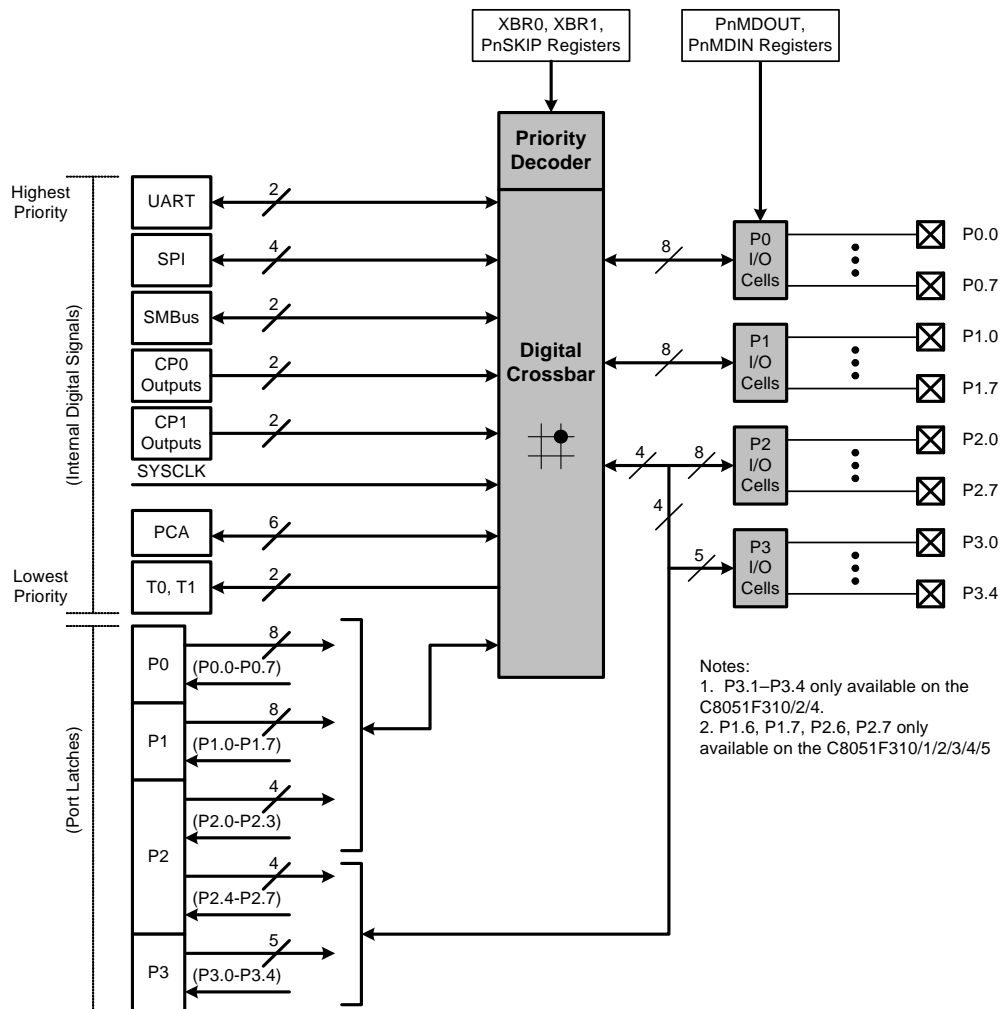 XBR0, XBR1,
PnSKIP Registers
PnMDOUT,
PnMDIN Registers
Priority
Decoder
Digital
Crossbar
Highest
Priority
(Internal Digital Signals)
Lowest
Priority
UART
2
SPI
4
SMBus
2
CP0
Outputs
2
CP1
Outputs
2
SYSCLK
PCA
6
T0, T1
2
(Port Latches)
P0
8
(P0.0-P0.7)
P1
8
(P1.0-P1.7)
P2
4
(P2.0-P2.3)
4
(P2.4-P2.7)
P3
5
(P3.0-P3.4)
8
P0
I/O
Cells
P0.0
P0.7
8
P1
I/O
Cells
P1.0
P1.7
4
8
P2
I/O
Cells
P2.0
P2.7
4
5
P3
I/O
Cells
P3.0
P3.4
Notes:
1. P3.1–P3.4 only available on the
C8051F310/2/4.
2. P1.6, P1.7, P2.6, P2.7 only
available on the C8051F310/1/2/3/4/5